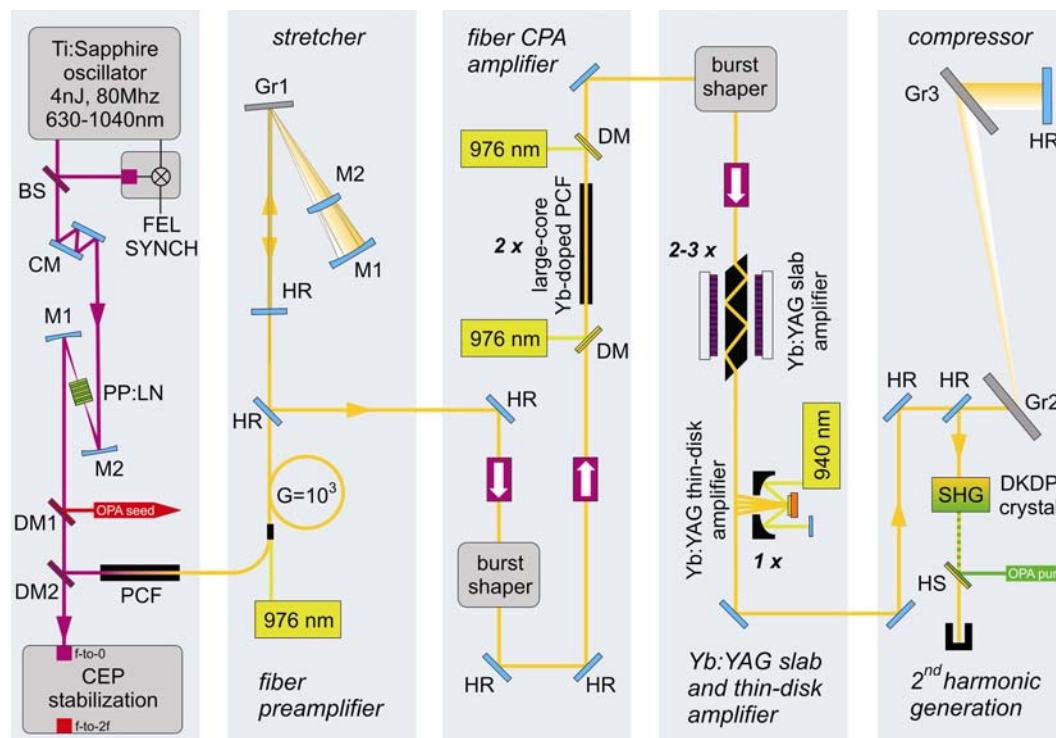 Ti:Sapphire
oscillator
4nJ, 80Mhz
630-1040nm
BS
FEL
SYNCH
CM
M1
PP:LN
M2
DM1
OPA seed
DM2
PCF
f-to-0
CEP
stabilization
f-to-2f
stretcher
Gr1
M2
M1
HR
HR
G=10³
976 nm
fiber
preamplifier
fiber CPA
amplifier
976 nm
DM
2 x
large-core
Yb-doped PCF
976 nm
DM
HR
HR
burst
shaper
HR
HR
burst
shaper
2-3 x
Yb:YAG slab
amplifier
Yb:YAG thin-disk
amplifier
940 nm
1 x
Yb:YAG slab
and thin-disk
amplifier
compressor
Gr3
HR
HR
HR
Gr2
SHG
DKDP
crystal
HS
OPA pum
2nd harmonic
generation